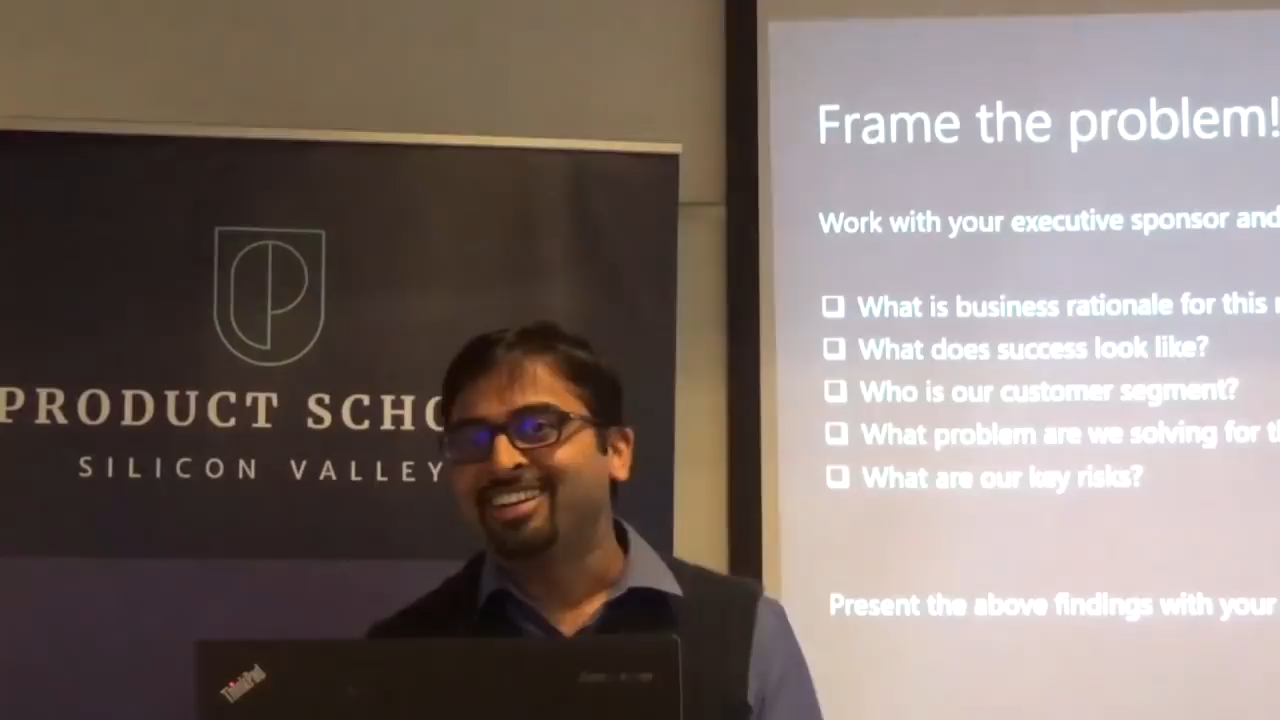 PRODUCT SCHO
SILICON VALLEY
Frame the problem!
Work with your executive sponsor and
What is business rationale for this
What does success look like?
Who is our customer segment?
What problem are we solving for th
What are our key risks?
Present the above findings with your
ThinkPad